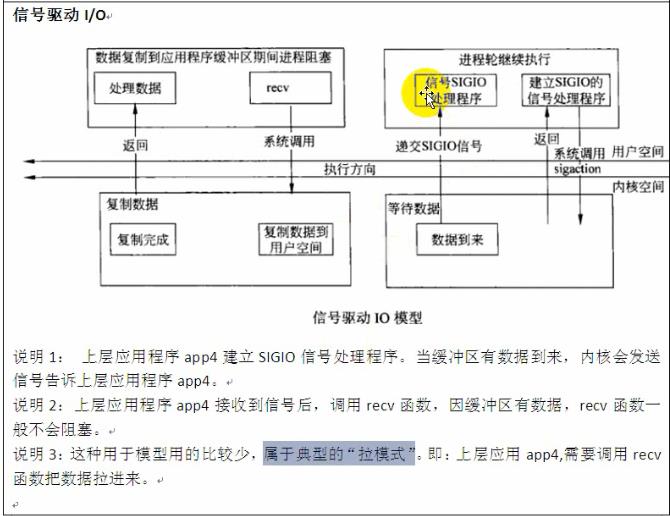 信号驱动 I/O
数据复制到应用程序缓冲区期间进程阻塞
处理数据
recv
进程轮继续执行
信号SIGIO
处理程序
建立SIGIO的
信号处理程序
返回
系统调用
递交SIGIO信号
返回
系统调用
sigaction
用户空间
执行方向
内核空间
复制数据
复制完成
复制数据到
用户空间
等待数据
数据到来
信号驱动 IO 模型
说明 1： 上层应用程序 app4 建立 SIGIO 信号处理程序。当缓冲区有数据到来，内核会发送
信号告诉上层应用程序 app4。
说明 2：上层应用程序 app4 接收到信号后，调用 recv 函数，因缓冲区有数据，recv 函数一
般不会阻塞。
说明 3：这种用于模型用的比较少，属于典型的“拉模式”。即：上层应用 app4,需要调用 recv
函数把数据拉进来。